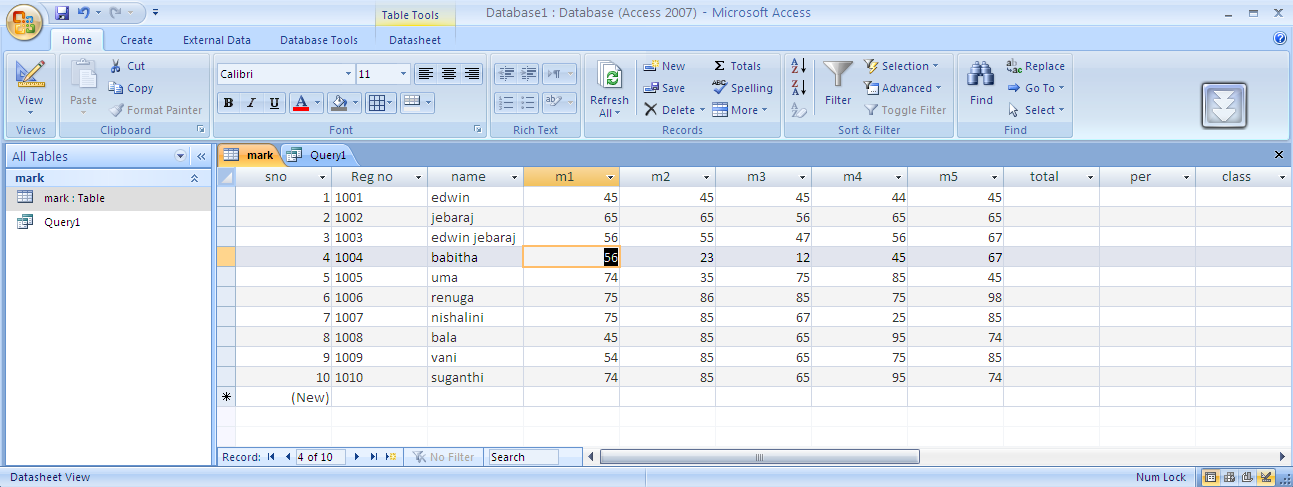 Table Tools Database1 : Database (Access 2007) - Microsoft Access
Home Create External Data Database Tools Datasheet
View
Views
Paste
Cut
Copy
Format Painter
Clipboard
Calibri 11
B I U A
Font
ab
Rich Text
Refresh All
New Σ Totals
Save ABC Spelling
Delete More
Records
A Z
Z A
Filter
Selection
Advanced
Toggle Filter
Sort & Filter
Find
Replace
Go To
Select
Find
All Tables «
mark
mark : Table
Query1
mark Query1
sno Reg no name m1 m2 m3 m4 m5 total per class
1 1001 edwin 45 45 45 44 45
2 1002 jebaraj 65 65 56 65 65
3 1003 edwin jebaraj 56 55 47 56 67
4 1004 babitha 56 23 12 45 67
5 1005 uma 74 35 75 85 45
6 1006 renuga 75 86 85 75 98
7 1007 nishalini 75 85 67 25 85
8 1008 bala 45 85 65 95 74
9 1009 vani 54 85 65 75 85
10 1010 suganthi 74 85 65 95 74
* (New)
Record: 4 of 10 No Filter Search
Datasheet View Num Lock